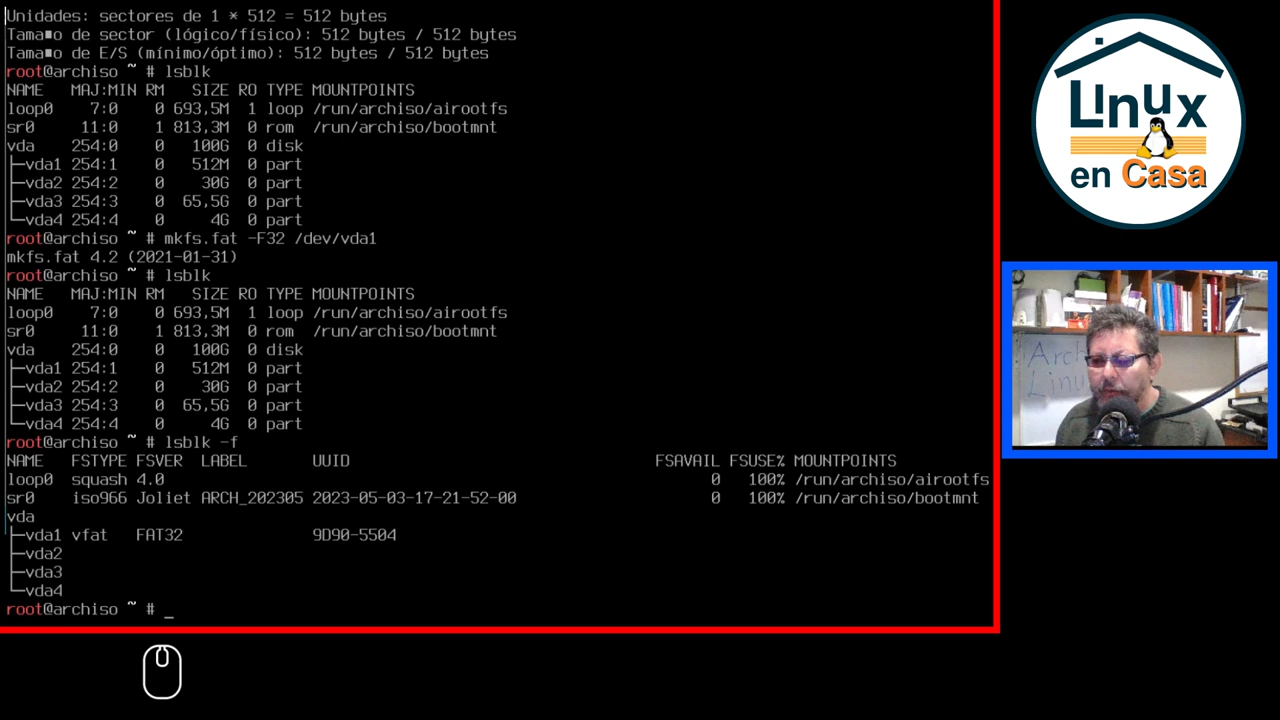 Unidades: sectores de 1 * 512 = 512 bytes
Tama■o de sector (lógico/físico): 512 bytes / 512 bytes
Tama■o de E/S (mínimo/óptimo): 512 bytes / 512 bytes
root@archiso ~ # lsblk
NAME   MAJ:MIN RM   SIZE RO TYPE MOUNTPOINTS
loop0    7:0    0 693,5M  1 loop /run/archiso/airootfs
sr0     11:0    1 813,3M  0 rom  /run/archiso/bootmnt
vda    254:0    0   100G  0 disk
├─vda1 254:1    0   512M  0 part
├─vda2 254:2    0    30G  0 part
├─vda3 254:3    0  65,5G  0 part
└─vda4 254:4    0     4G  0 part
root@archiso ~ # mkfs.fat -F32 /dev/vda1
mkfs.fat 4.2 (2021-01-31)
root@archiso ~ # lsblk
NAME   MAJ:MIN RM   SIZE RO TYPE MOUNTPOINTS
loop0    7:0    0 693,5M  1 loop /run/archiso/airootfs
sr0     11:0    1 813,3M  0 rom  /run/archiso/bootmnt
vda    254:0    0   100G  0 disk
├─vda1 254:1    0   512M  0 part
├─vda2 254:2    0    30G  0 part
├─vda3 254:3    0  65,5G  0 part
└─vda4 254:4    0     4G  0 part
root@archiso ~ # lsblk -f
NAME   FSTYPE FSVER  LABEL       UUID                                 FSAVAIL FSUSE% MOUNTPOINTS
loop0  squash 4.0                                                           0   100% /run/archiso/airootfs
sr0    iso966 Joliet ARCH_202305 2023-05-03-17-21-52-00                     0   100% /run/archiso/bootmnt
vda
├─vda1 vfat   FAT32              9D90-5504
├─vda2
├─vda3
└─vda4
root@archiso ~ # _
Linux
en Casa
Arch
Linu